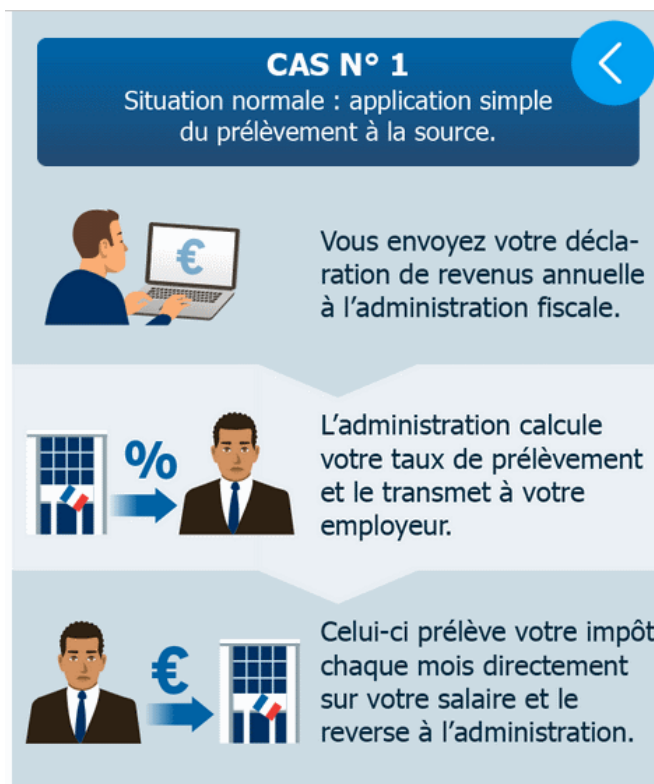 CAS N° 1
Situation normale : application simple
du prélèvement à la source.
€
Vous envoyez votre décla-
ration de revenus annuelle
à l’administration fiscale.
%
L’administration calcule
votre taux de prélèvement
et le transmet à votre
employeur.
€
Celui-ci prélève votre impôt
chaque mois directement
sur votre salaire et le
reverse à l’administration.